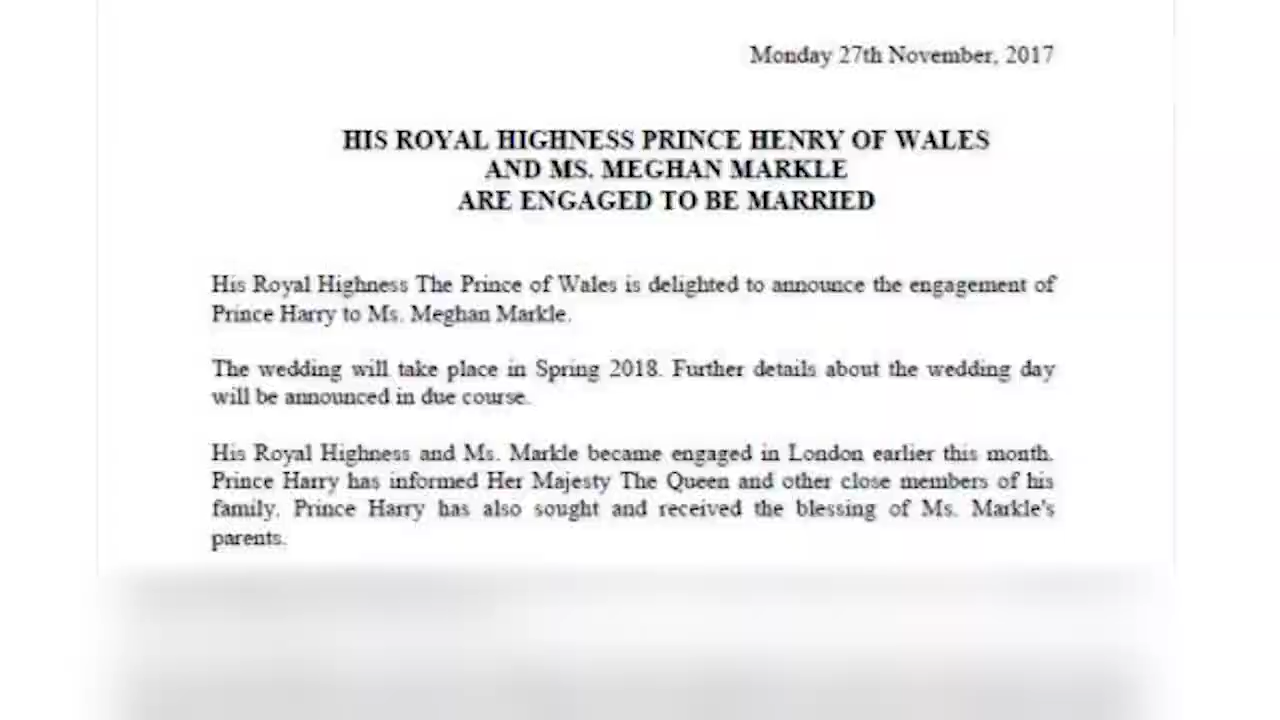 Monday 27th November, 2017
HIS ROYAL HIGHNESS PRINCE HENRY OF WALES
AND MS. MEGHAN MARKLE
ARE ENGAGED TO BE MARRIED
His Royal Highness The Prince of Wales is delighted to announce the engagement of
Prince Harry to Ms. Meghan Markle.
The wedding will take place in Spring 2018. Further details about the wedding day
will be announced in due course.
His Royal Highness and Ms. Markle became engaged in London earlier this month.
Prince Harry has informed Her Majesty The Queen and other close members of his
family. Prince Harry has also sought and received the blessing of Ms. Markle's
parents.